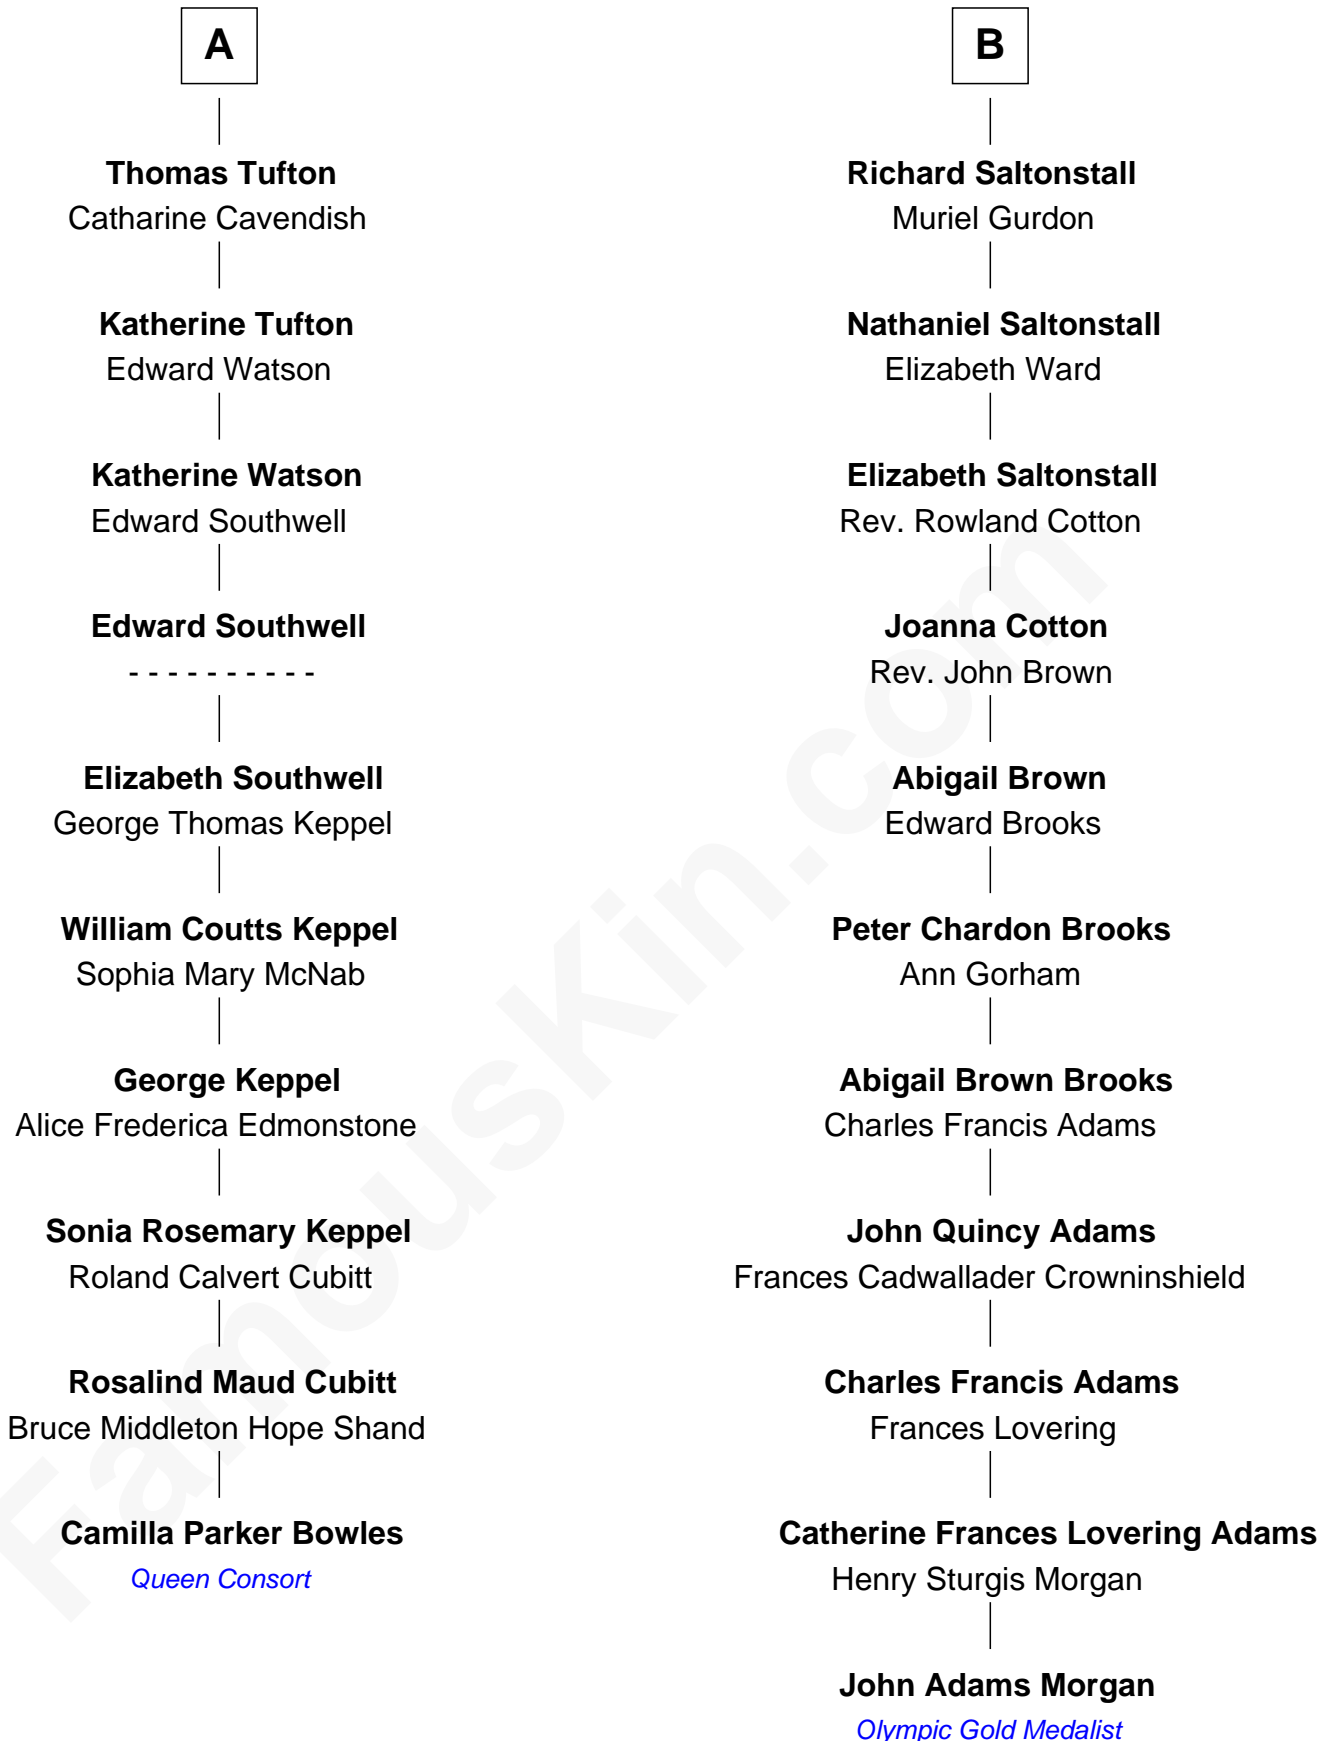 A
Thomas Tufton
Catharine Cavendish
Katherine Tufton
Edward Watson
Katherine Watson
Edward Southwell
Edward Southwell
- - - - - - - - - -
Elizabeth Southwell
George Thomas Keppel
William Coutts Keppel
Sophia Mary McNab
George Keppel
Alice Frederica Edmonstone
Sonia Rosemary Keppel
Roland Calvert Cubitt
Rosalind Maud Cubitt
Bruce Middleton Hope Shand
Camilla Parker Bowles
Queen Consort
B
Richard Saltonstall
Muriel Gurdon
Nathaniel Saltonstall
Elizabeth Ward
Elizabeth Saltonstall
Rev. Rowland Cotton
Joanna Cotton
Rev. John Brown
Abigail Brown
Edward Brooks
Peter Chardon Brooks
Ann Gorham
Abigail Brown Brooks
Charles Francis Adams
John Quincy Adams
Frances Cadwallader Crowninshield
Charles Francis Adams
Frances Lovering
Catherine Frances Lovering Adams
Henry Sturgis Morgan
John Adams Morgan
Olympic Gold Medalist
FamousKin.com